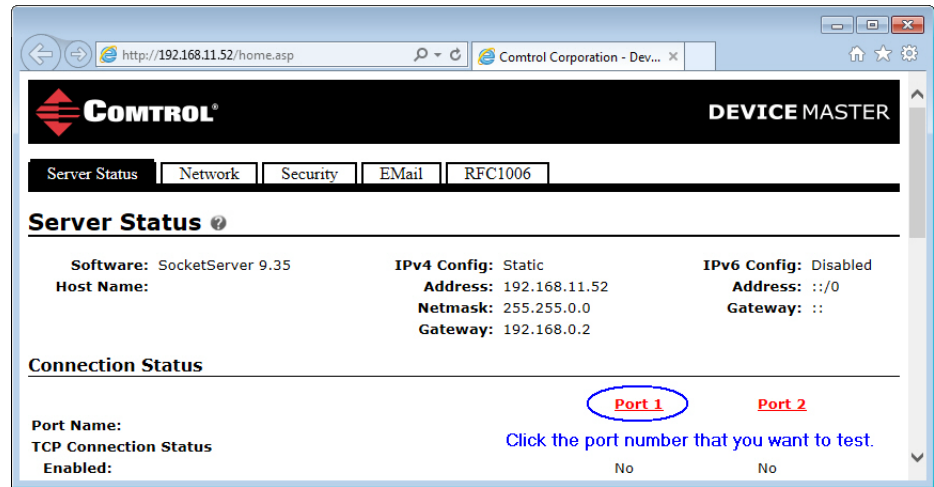 http://192.168.11.52/home.asp
Comtrol Corporation - Dev...
COMTROL®
DEVICEMASTER
Server Status Network Security EMail RFC1006
Server Status ?
Software: SocketServer 9.35 IPv4 Config: Static IPv6 Config: Disabled
Host Name: Address: 192.168.11.52 Address: ::/0
Netmask: 255.255.0.0 Gateway: ::
Gateway: 192.168.0.2
Connection Status
Port 1 Port 2
Port Name:
Click the port number that you want to test.
TCP Connection Status
Enabled: No No